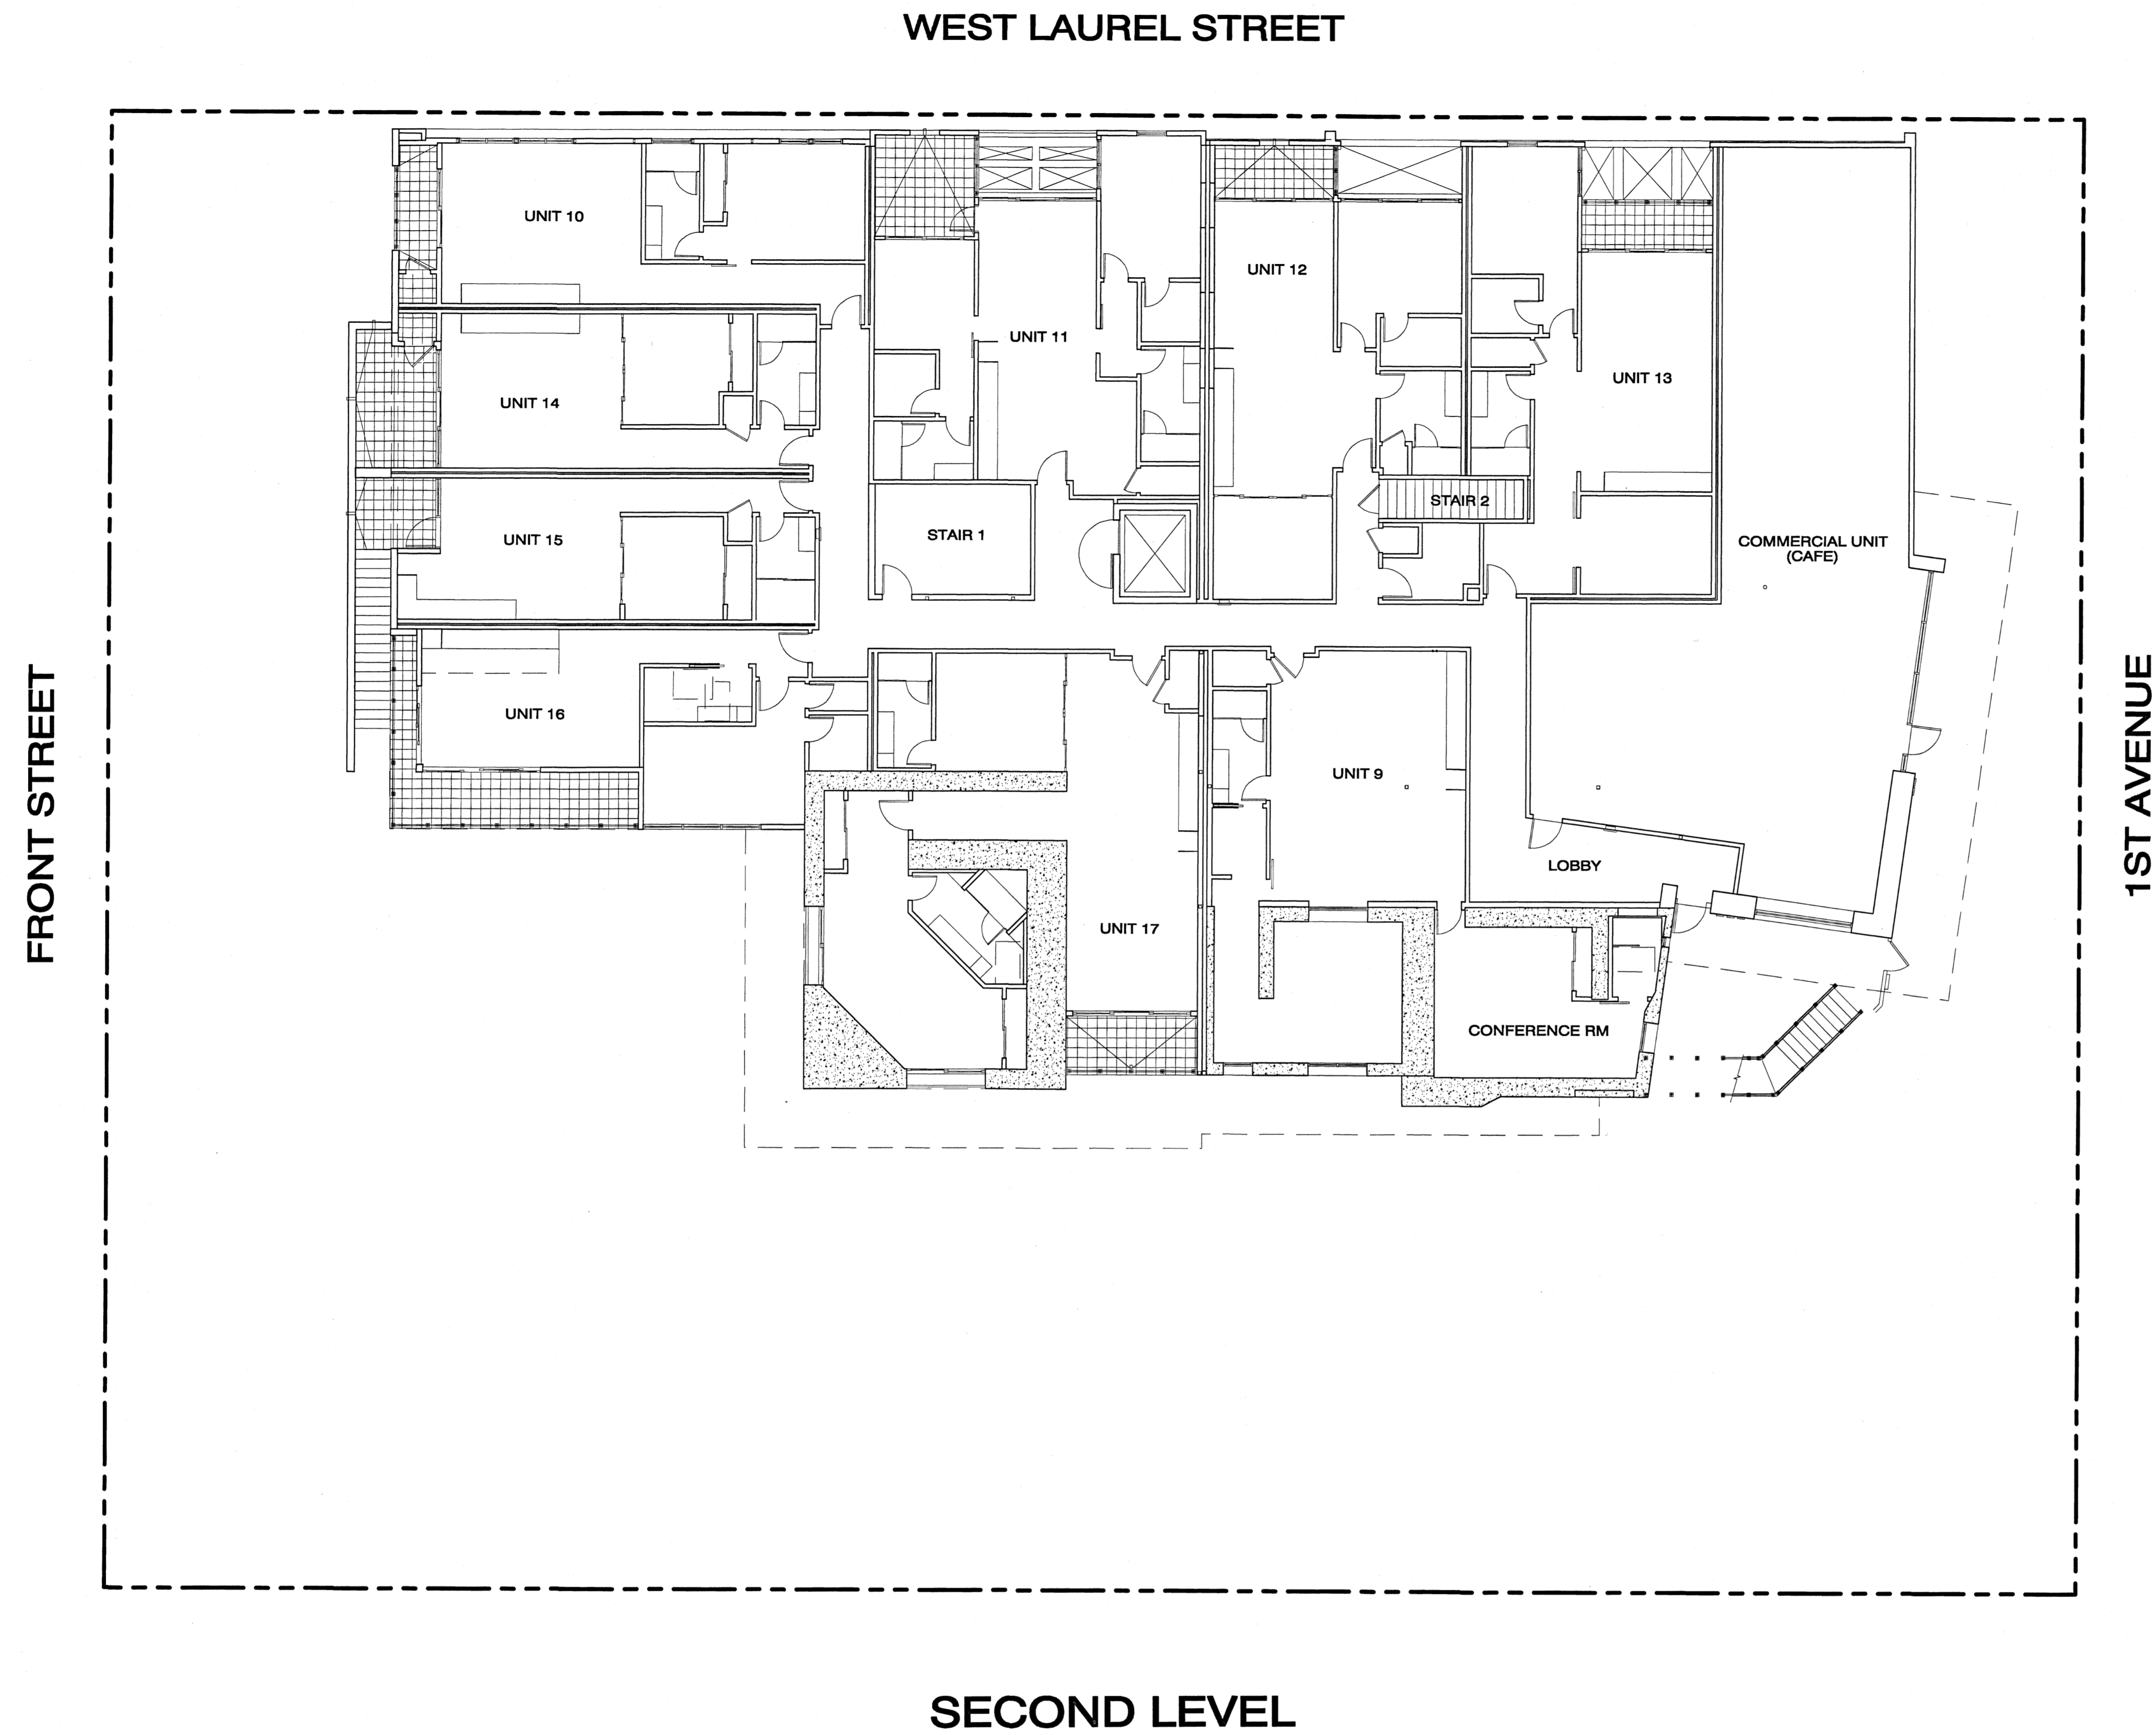 WEST LAUREL STREET
UNIT 10
UNIT 11
UNIT 12
UNIT 13
UNIT 14
STAIR 2
STAIR 1
UNIT 15
COMMERCIAL UNIT
(CAFE)
FRONT STREET
1ST AVENUE
UNIT 16
UNIT 9
LOBBY
UNIT 17
CONFERENCE RM
SECOND LEVEL